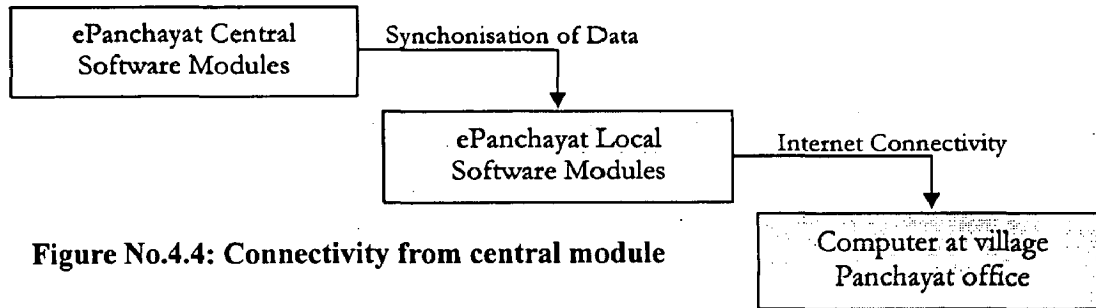 ePanchayat Central
Software Modules
Synchonisation of Data
ePanchayat Local
Software Modules
Internet Connectivity
Computer at village
Panchayat office
Figure No.4.4: Connectivity from central module